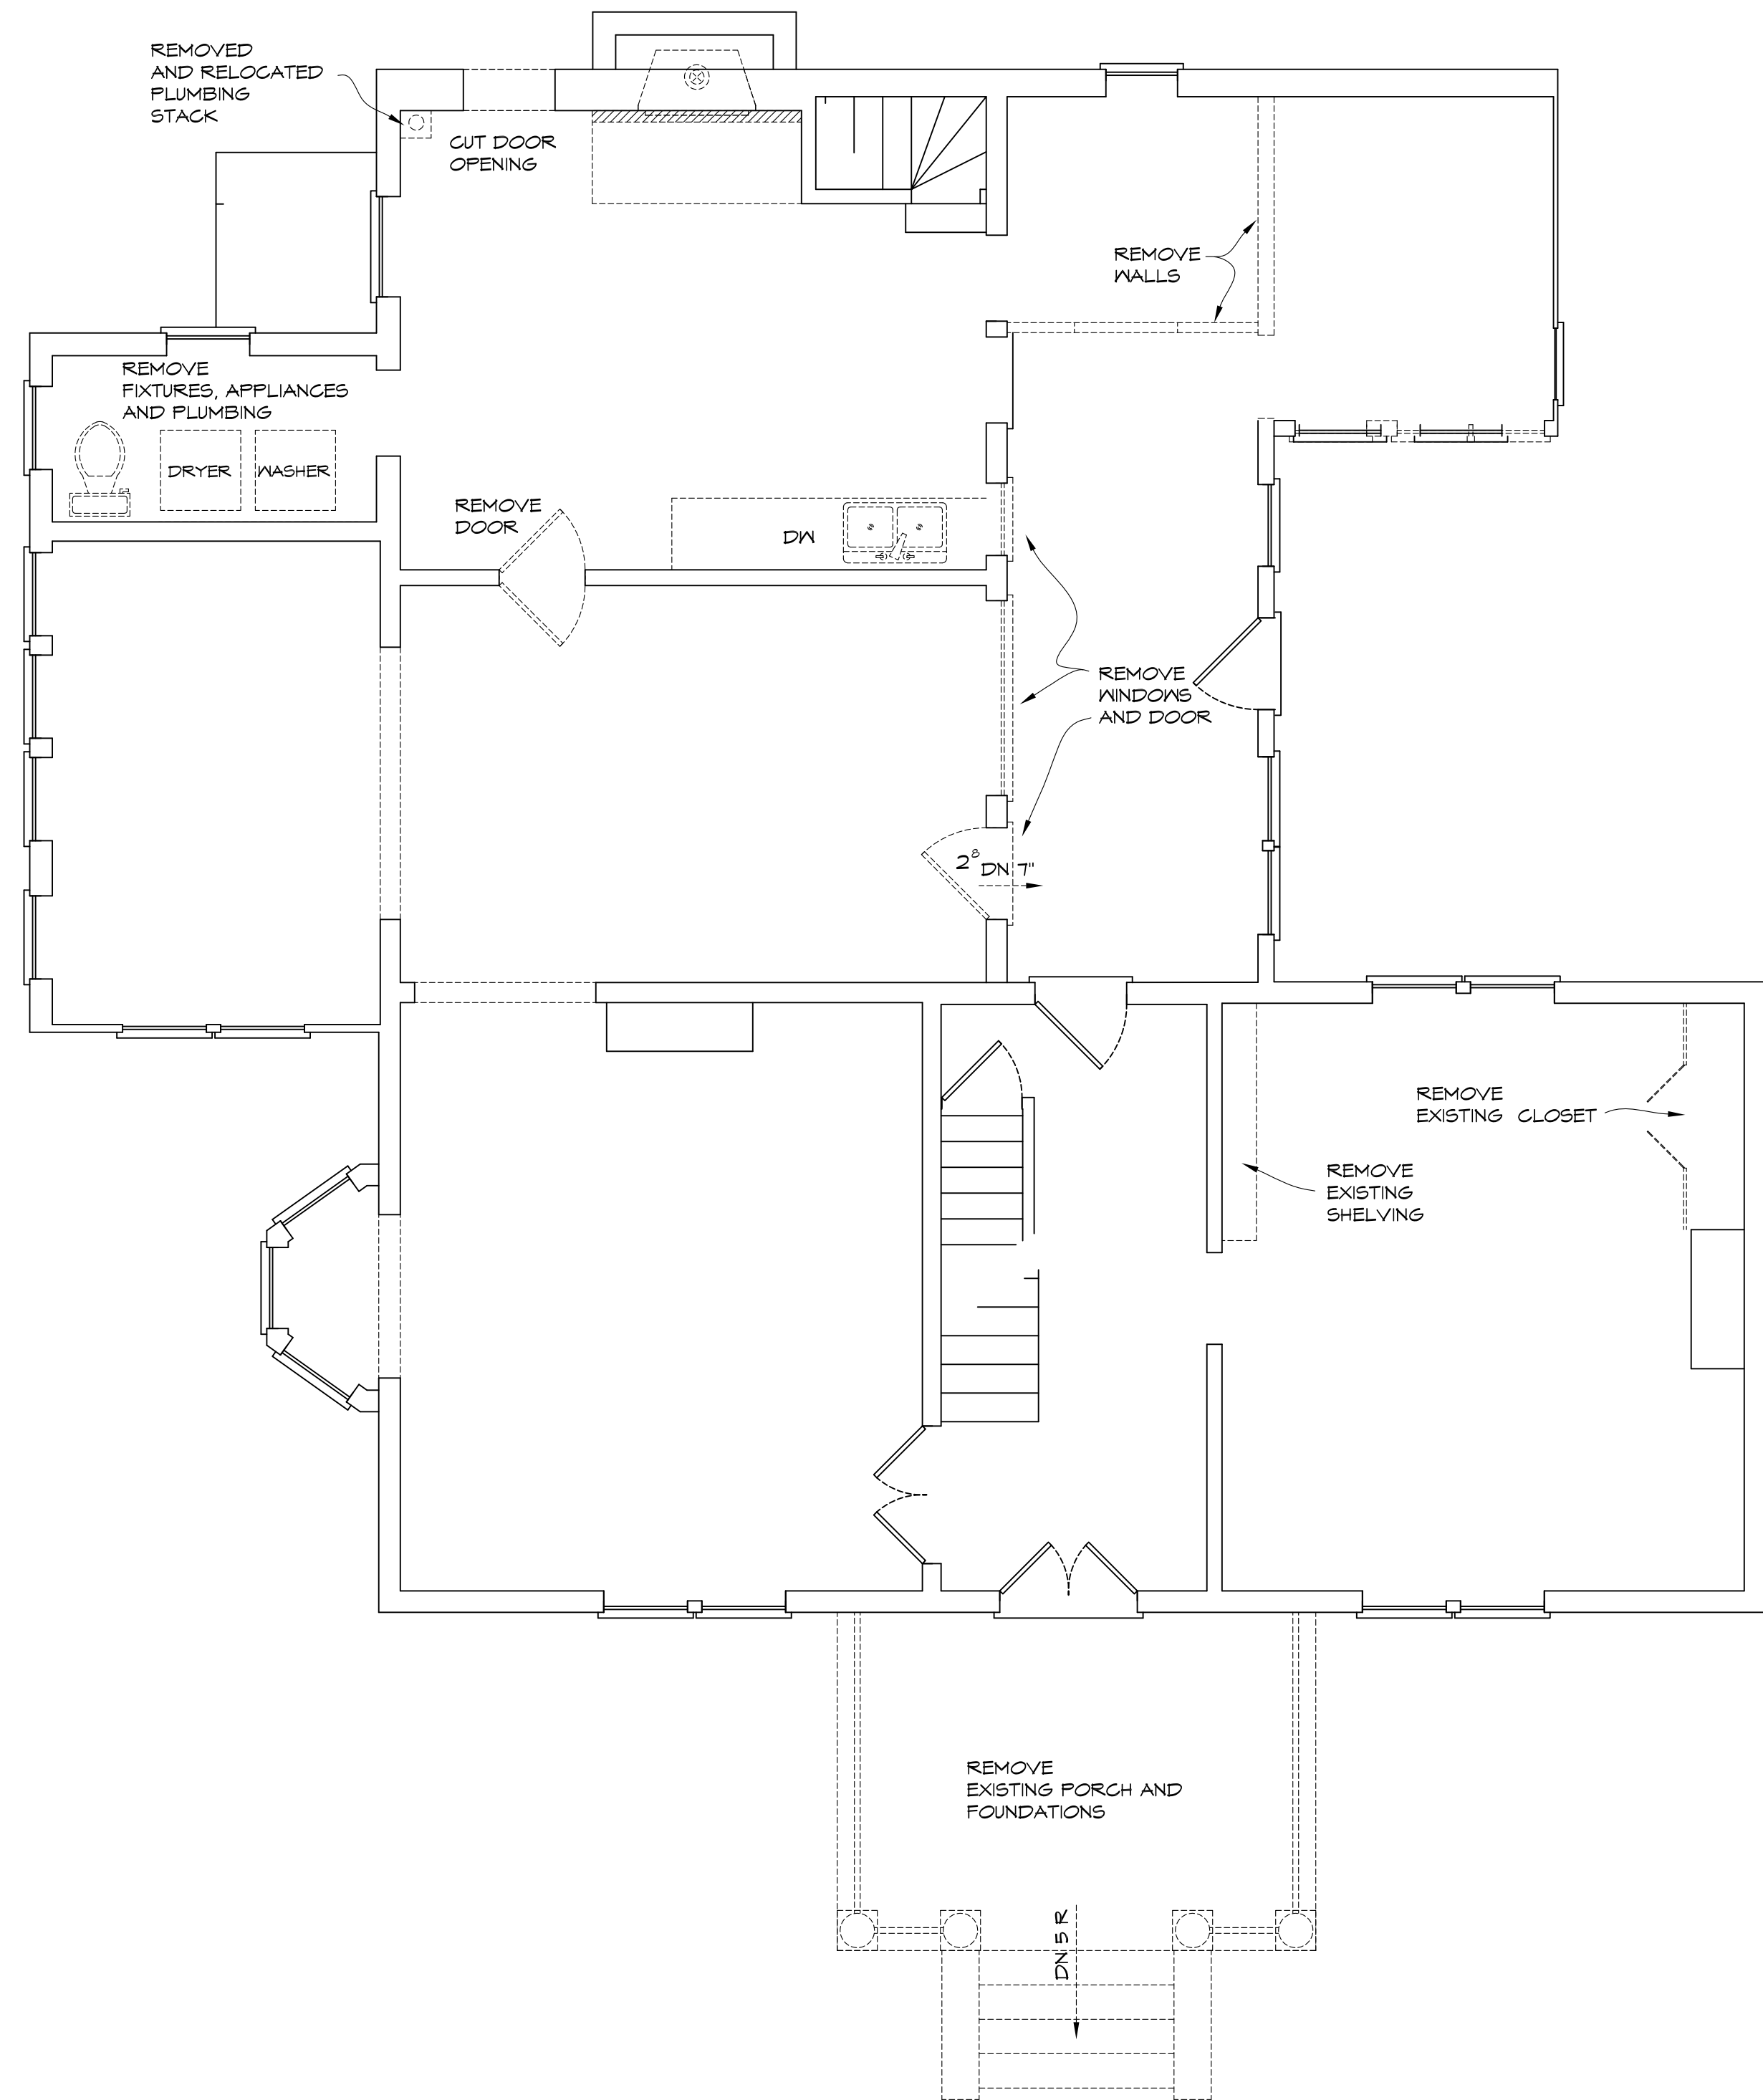 REMOVED
AND RELOCATED
PLUMBING
STACK
CUT DOOR
OPENING
REMOVE
WALLS
REMOVE
FIXTURES, APPLIANCES
AND PLUMBING
DRYER
WASHER
REMOVE
DOOR
DW
REMOVE
WINDOWS
AND DOOR
2⁸
DN 7"
REMOVE
EXISTING CLOSET
REMOVE
EXISTING
SHELVING
REMOVE
EXISTING PORCH AND
FOUNDATIONS
DN 5 R